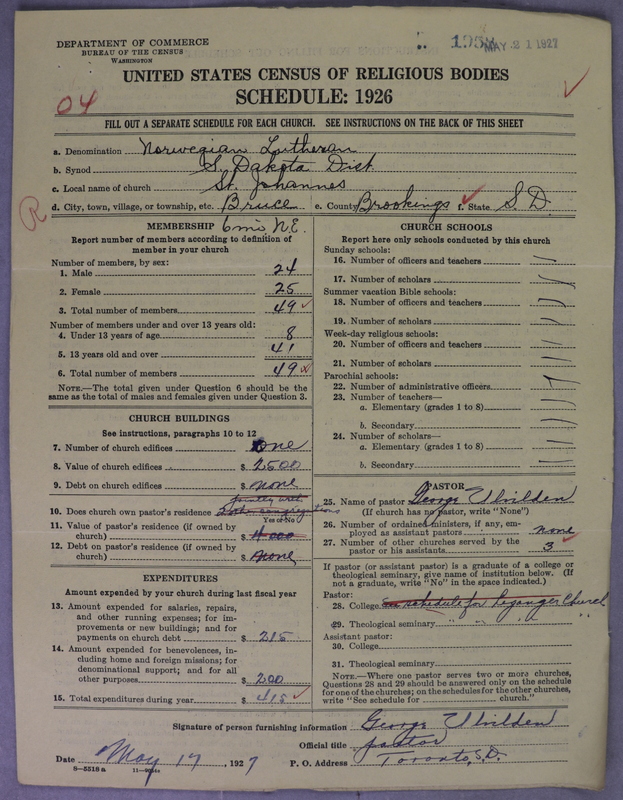 DEPARTMENT OF COMMERCE
BUREAU OF THE CENSUS
WASHINGTON
MAY 21 1927
UNITED STATES CENSUS OF RELIGIOUS BODIES
SCHEDULE: 1926
04
FILL OUT A SEPARATE SCHEDULE FOR EACH CHURCH. SEE INSTRUCTIONS ON THE BACK OF THIS SHEET
a. Denomination Norwegian Lutheran
b. Synod S. Dakota Dist
c. Local name of church St. Johannes
R
d. City, town, village, or township, etc. Bruce e. County Brookings f. State S.D.
6 mi N.E.
MEMBERSHIP
Report number of members according to definition of
member in your church
Number of members, by sex:
1. Male 24
2. Female 25
3. Total number of members 49
Number of members under and over 13 years old:
4. Under 13 years of age 8
5. 13 years old and over 41
6. Total number of members 49
NOTE.—The total given under Question 6 should be the
same as the total of males and females given under Question 3.
CHURCH BUILDINGS
See instructions, paragraphs 10 to 12
7. Number of church edifices One
8. Value of church edifices $ 2500
9. Debt on church edifices $ None
10. Does church own pastor's residence
Yes or No
11. Value of pastor's residence (if owned by
church) $
12. Debt on pastor's residence (if owned by
church) $ None
EXPENDITURES
Amount expended by your church during last fiscal year
13. Amount expended for salaries, repairs,
and other running expenses; for im-
provements or new buildings; and for
payments on church debt $ 215
14. Amount expended for benevolences, in-
cluding home and foreign missions; for
denominational support; and for all
other purposes $ 200
15. Total expenditures during year $ 415
CHURCH SCHOOLS
Report here only schools conducted by this church
Sunday schools:
16. Number of officers and teachers
17. Number of scholars
Summer vacation Bible schools:
18. Number of officers and teachers
19. Number of scholars
Week-day religious schools:
20. Number of officers and teachers
21. Number of scholars
Parochial schools:
22. Number of administrative officers
23. Number of teachers—
a. Elementary (grades 1 to 8)
b. Secondary
24. Number of scholars—
a. Elementary (grades 1 to 8)
b. Secondary
PASTOR
25. Name of pastor George Ulvilden
(If church has no pastor, write "None")
26. Number of ordained ministers, if any, em-
ployed as assistant pastors none
27. Number of other churches served by the
pastor or his assistants 3
If pastor (or assistant pastor) is a graduate of a college or
theological seminary, give name of institution below. (If
not a graduate, write "No" in the space indicated.)
Pastor:
28. College See schedule for Leganger Church
29. Theological seminary " " " "
Assistant pastor:
30. College
31. Theological seminary
NOTE.—Where one pastor serves two or more churches,
Questions 28 and 29 should be answered only on the schedule
for one of the churches; on the schedules for the other churches,
write "See schedule for church."
Signature of person furnishing information George Ulvilden
Official title pastor
Date May 17, 1927 P. O. Address Toronto, S.D.
8-5518a